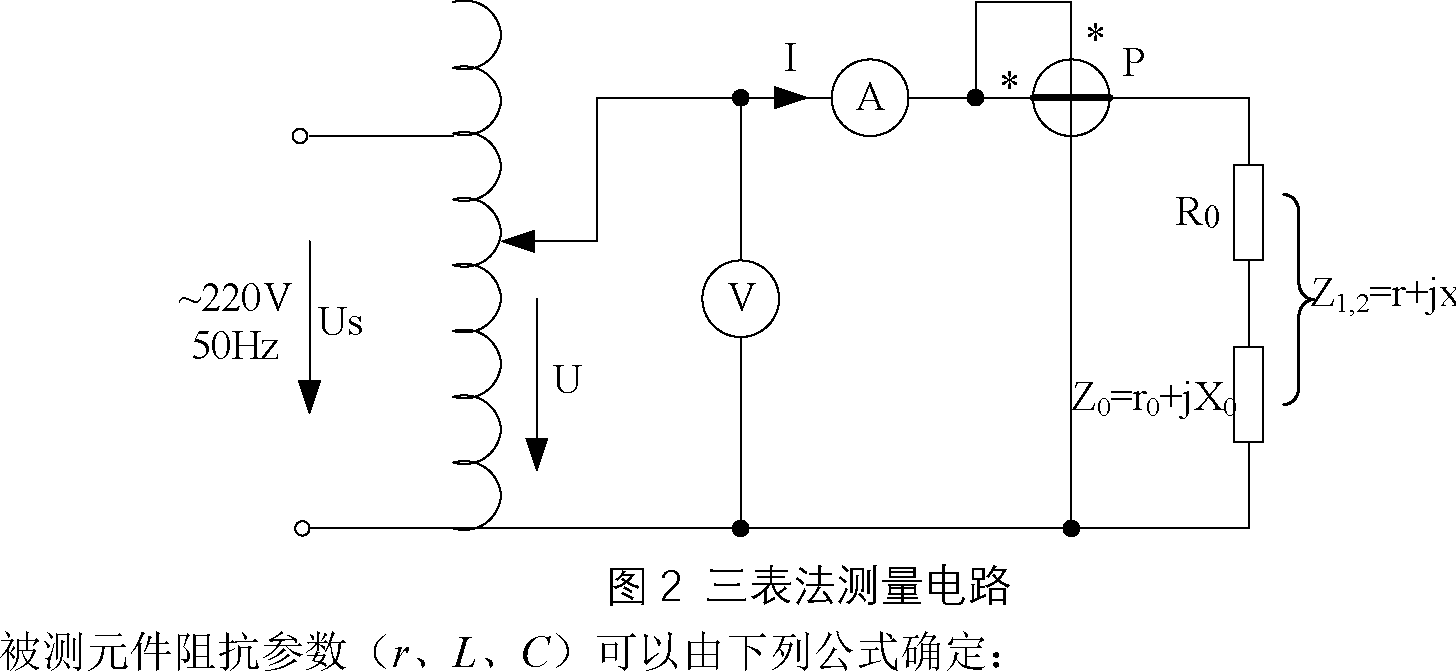 I
A
*
*
P
R0
Z1,2=r+jx
~220V
50Hz
Us
U
V
Z0=r0+jX0
图2 三表法测量电路
被测元件阻抗参数（r、L、C）可以由下列公式确定：